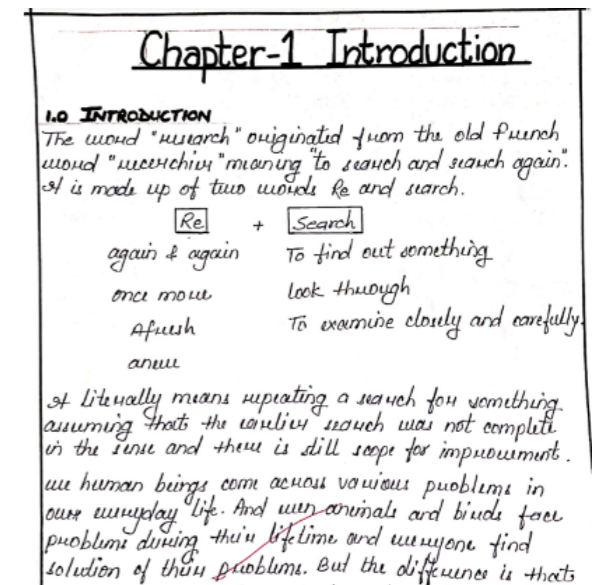 Chapter-1 Introduction
1.0 INTRODUCTION
The word "research" originated from the old French
word "recerchier" meaning "to search and search again".
It is made up of two words Re and search.
Re + Search
again & again To find out something
once more look through
Afresh To examine closely and carefully.
anew
It literally means repeating a search for something
assuming thats the earlier search was not complete
in the sense and there is still scope for improvement.
we human beings come across various problems in
oure everyday life. And even animals and birds face
problems during their lifetime and everyone find
solution of their problems. But the difference is thats